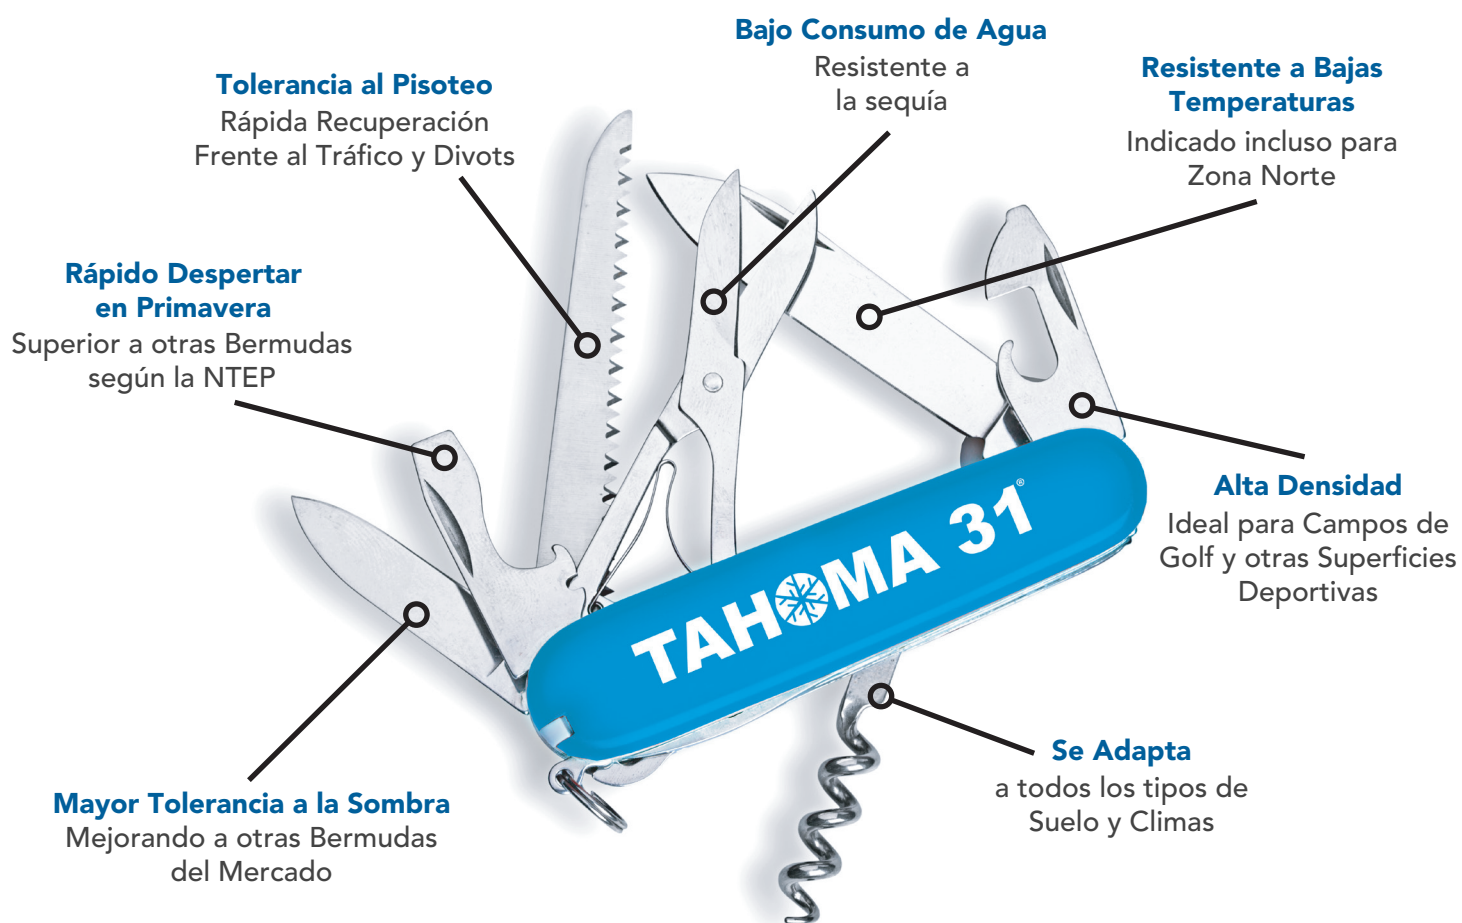 Bajo Consumo de Agua
Resistente a
la sequía
Resistente a Bajas
Temperaturas
Indicado incluso para
Zona Norte
Tolerancia al Pisoteo
Rápida Recuperación
Frente al Tráfico y Divots
Rápido Despertar
en Primavera
Superior a otras Bermudas
según la NTEP
Alta Densidad
Ideal para Campos de
Golf y otras Superficies
Deportivas
TAHOMA 31®
Se Adapta
a todos los tipos de
Suelo y Climas
Mayor Tolerancia a la Sombra
Mejorando a otras Bermudas
del Mercado